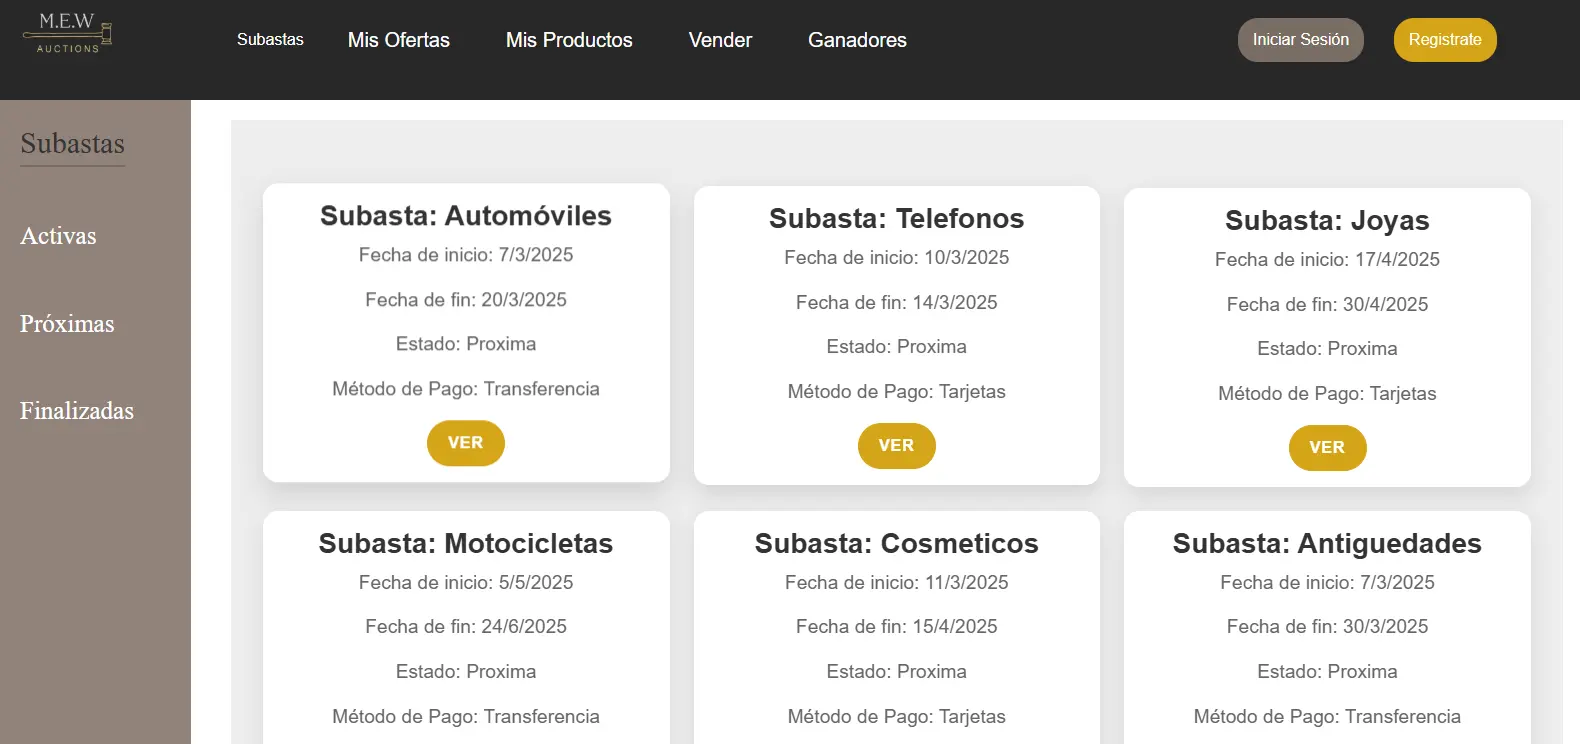 M.E.W
AUCTIONS
Subastas Mis Ofertas Mis Productos Vender Ganadores Iniciar Sesión Registrate
Subastas
Activas
Próximas
Finalizadas
Subasta: Automóviles
Fecha de inicio: 7/3/2025
Fecha de fin: 20/3/2025
Estado: Proxima
Método de Pago: Transferencia
VER
Subasta: Telefonos
Fecha de inicio: 10/3/2025
Fecha de fin: 14/3/2025
Estado: Proxima
Método de Pago: Tarjetas
VER
Subasta: Joyas
Fecha de inicio: 17/4/2025
Fecha de fin: 30/4/2025
Estado: Proxima
Método de Pago: Tarjetas
VER
Subasta: Motocicletas
Fecha de inicio: 5/5/2025
Fecha de fin: 24/6/2025
Estado: Proxima
Método de Pago: Transferencia
Subasta: Cosmeticos
Fecha de inicio: 11/3/2025
Fecha de fin: 15/4/2025
Estado: Proxima
Método de Pago: Tarjetas
Subasta: Antiguedades
Fecha de inicio: 7/3/2025
Fecha de fin: 30/3/2025
Estado: Proxima
Método de Pago: Transferencia